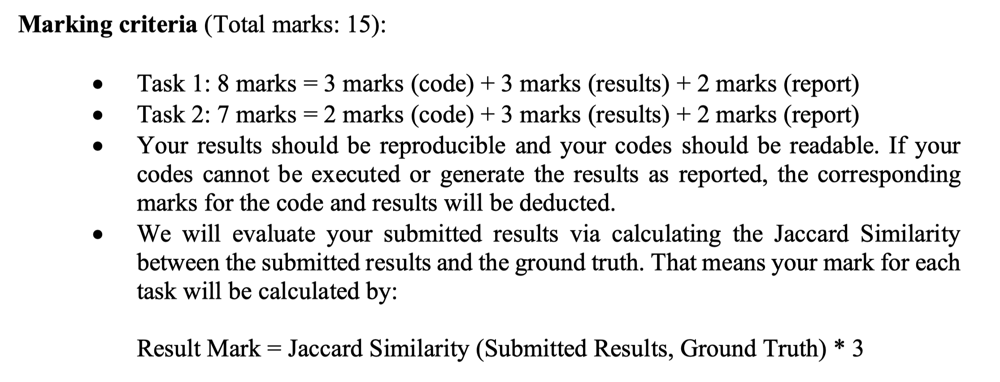 Marking criteria (Total marks: 15):
• Task 1: 8 marks = 3 marks (code) + 3 marks (results) + 2 marks (report)
• Task 2: 7 marks = 2 marks (code) + 3 marks (results) + 2 marks (report)
• Your results should be reproducible and your codes should be readable. If your
codes cannot be executed or generate the results as reported, the corresponding
marks for the code and results will be deducted.
• We will evaluate your submitted results via calculating the Jaccard Similarity
between the submitted results and the ground truth. That means your mark for each
task will be calculated by:
Result Mark = Jaccard Similarity (Submitted Results, Ground Truth) * 3